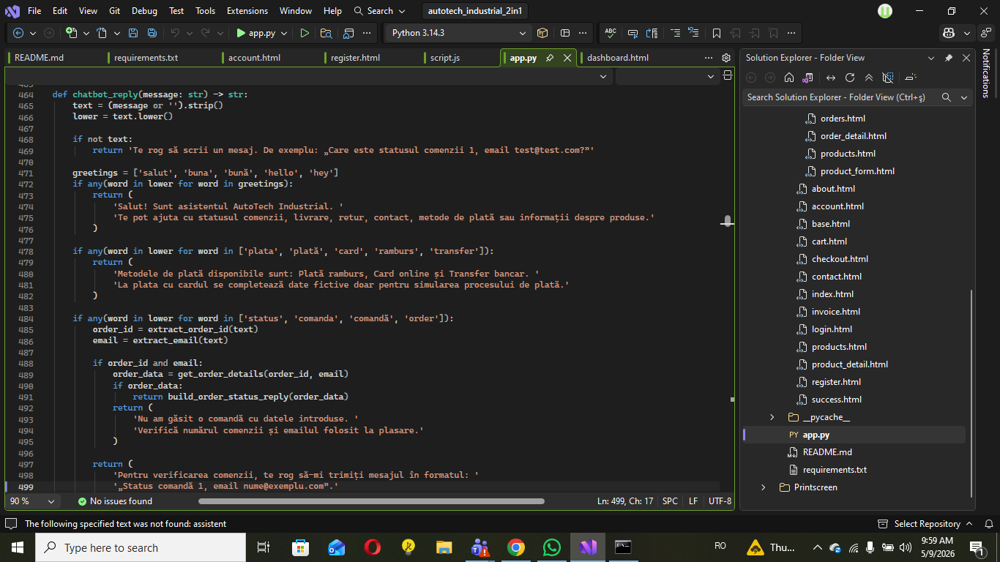 File Edit View Git Debug Test Tools Extensions Window Help Search autotech_industrial_2in1
app.py Python 3.14.3
README.md requirements.txt account.html register.html script.js app.py dashboard.html
464 def chatbot_reply(message: str) -> str:
465 text = (message or '').strip()
466 lower = text.lower()
467
468 if not text:
469 return 'Te rog să scrii un mesaj. De exemplu: „Care este statusul comenzii 1, email test@test.com?”'
470
471 greetings = ['salut', 'buna', 'bună', 'hello', 'hey']
472 if any(word in lower for word in greetings):
473 return (
474 'Salut! Sunt asistentul AutoTech Industrial. '
475 'Te pot ajuta cu statusul comenzii, livrare, retur, contact, metode de plată sau informații despre produse.'
476 )
477
478 if any(word in lower for word in ['plata', 'plată', 'card', 'ramburs', 'transfer']):
479 return (
480 'Metodele de plată disponibile sunt: Plată ramburs, Card online și Transfer bancar. '
481 'La plata cu cardul se completează date fictive doar pentru simularea procesului de plată.'
482 )
483
484 if any(word in lower for word in ['status', 'comanda', 'comandă', 'order']):
485 order_id = extract_order_id(text)
486 email = extract_email(text)
487
488 if order_id and email:
489 order_data = get_order_details(order_id, email)
490 if order_data:
491 return build_order_status_reply(order_data)
492 return (
493 'Nu am găsit o comandă cu datele introduse. '
494 'Verifică numărul comenzii și emailul folosit la plasare.'
495 )
496
497 return (
498 'Pentru verificarea comenzii, te rog să-mi trimiți mesajul în formatul: '
499 '„Status comandă 1, email nume@exemplu.com”.'
90 % No issues found Ln: 499, Ch: 17 SPC LF UTF-8
Solution Explorer - Folder View
Search Solution Explorer - Folder View (Ctrl+ș)
orders.html
order_detail.html
products.html
product_form.html
about.html
account.html
base.html
cart.html
checkout.html
contact.html
index.html
invoice.html
login.html
products.html
product_detail.html
register.html
success.html
__pycache__
PY app.py
README.md
requirements.txt
Printscreen
Notifications
The following specified text was not found: assistent Select Repository
Type here to search RO Thu... 9:59 AM
5/9/2026
1